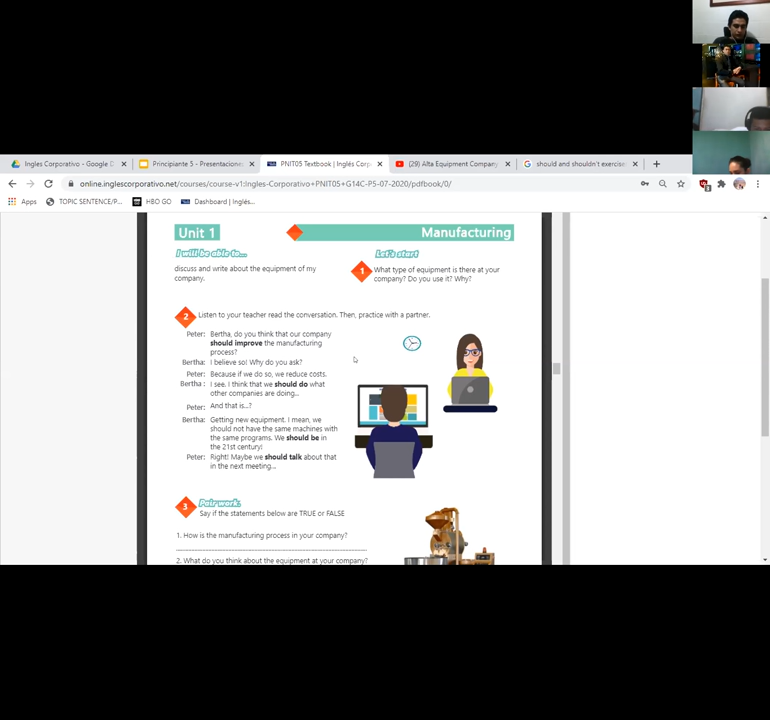 Ingles Corporativo - Google D
Principiante 5 - Presentacione
PNIT05 Textbook | Inglés Corp
(29) Alta Equipment Company
should and shouldn't exercise
online.inglescorporativo.net/courses/course-v1:Ingles-Corporativo+PNIT05+G14C-P5-07-2020/pdfbook/0/
Apps
TOPIC SENTENCE/P...
HBO GO
Dashboard | Inglés...
Unit 1
Manufacturing
I will be able to...
discuss and write about the equipment of my
company.
Let's start
1 What type of equipment is there at your
company? Do you use it? Why?
2 Listen to your teacher read the conversation. Then, practice with a partner.
Peter: Bertha, do you think that our company
should improve the manufacturing
process?
Bertha: I believe so! Why do you ask?
Peter: Because if we do so, we reduce costs.
Bertha : I see. I think that we should do what
other companies are doing...
Peter: And that is...?
Bertha: Getting new equipment. I mean, we
should not have the same machines with
the same programs. We should be in
the 21st century!
Peter: Right! Maybe we should talk about that
in the next meeting...
3 Pair work.
Say if the statements below are TRUE or FALSE
1. How is the manufacturing process in your company?
2. What do you think about the equipment at your company?